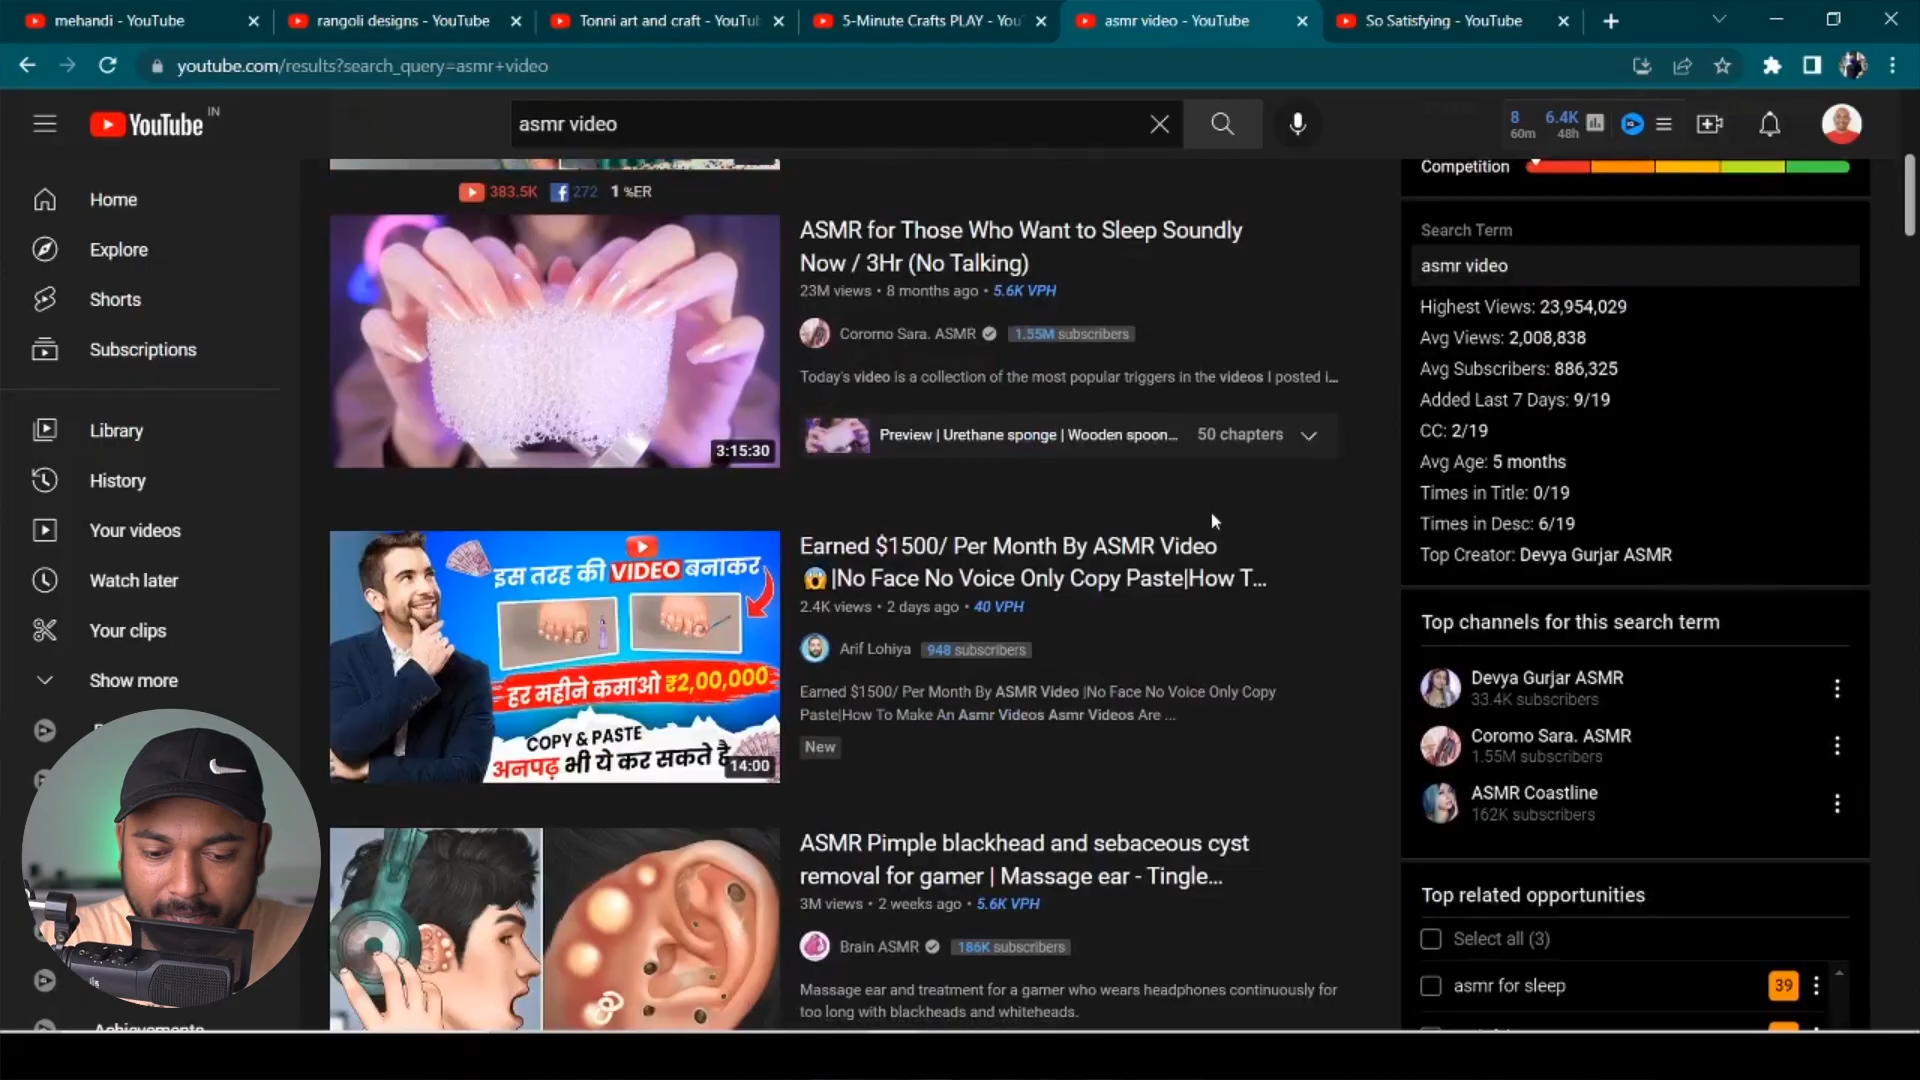 mehandi - YouTube
rangoli designs - YouTube
Tonni art and craft - YouTu
5-Minute Crafts PLAY - You
asmr video - YouTube
So Satisfying - YouTube
youtube.com/results?search_query=asmr+video
YouTube IN
asmr video
8 60m
6.4K 48h
383.5K 272 1 %ER
Home
Explore
Shorts
Subscriptions
Library
History
Your videos
Watch later
Your clips
Show more
3:15:30
ASMR for Those Who Want to Sleep Soundly
Now / 3Hr (No Talking)
23M views • 8 months ago • 5.6K VPH
Coromo Sara. ASMR 1.55M subscribers
Today's video is a collection of the most popular triggers in the videos I posted i...
Preview | Urethane sponge | Wooden spoon... 50 chapters
इस तरह की VIDEO बनाकर
हर महीने कमाओ ₹2,00,000
COPY & PASTE
अनपढ़ भी ये कर सकते है
14:00
Earned $1500/ Per Month By ASMR Video
😱|No Face No Voice Only Copy Paste|How T...
2.4K views • 2 days ago • 40 VPH
Arif Lohiya 948 subscribers
Earned $1500/ Per Month By ASMR Video |No Face No Voice Only Copy
Paste|How To Make An Asmr Videos Asmr Videos Are ...
New
ASMR Pimple blackhead and sebaceous cyst
removal for gamer | Massage ear - Tingle...
3M views • 2 weeks ago • 5.6K VPH
Brain ASMR 186K subscribers
Massage ear and treatment for a gamer who wears headphones continuously for
too long with blackheads and whiteheads.
Competition
Search Term
asmr video
Highest Views: 23,954,029
Avg Views: 2,008,838
Avg Subscribers: 886,325
Added Last 7 Days: 9/19
CC: 2/19
Avg Age: 5 months
Times in Title: 0/19
Times in Desc: 6/19
Top Creator: Devya Gurjar ASMR
Top channels for this search term
Devya Gurjar ASMR
33.4K subscribers
Coromo Sara. ASMR
1.55M subscribers
ASMR Coastline
162K subscribers
Top related opportunities
Select all (3)
asmr for sleep 39